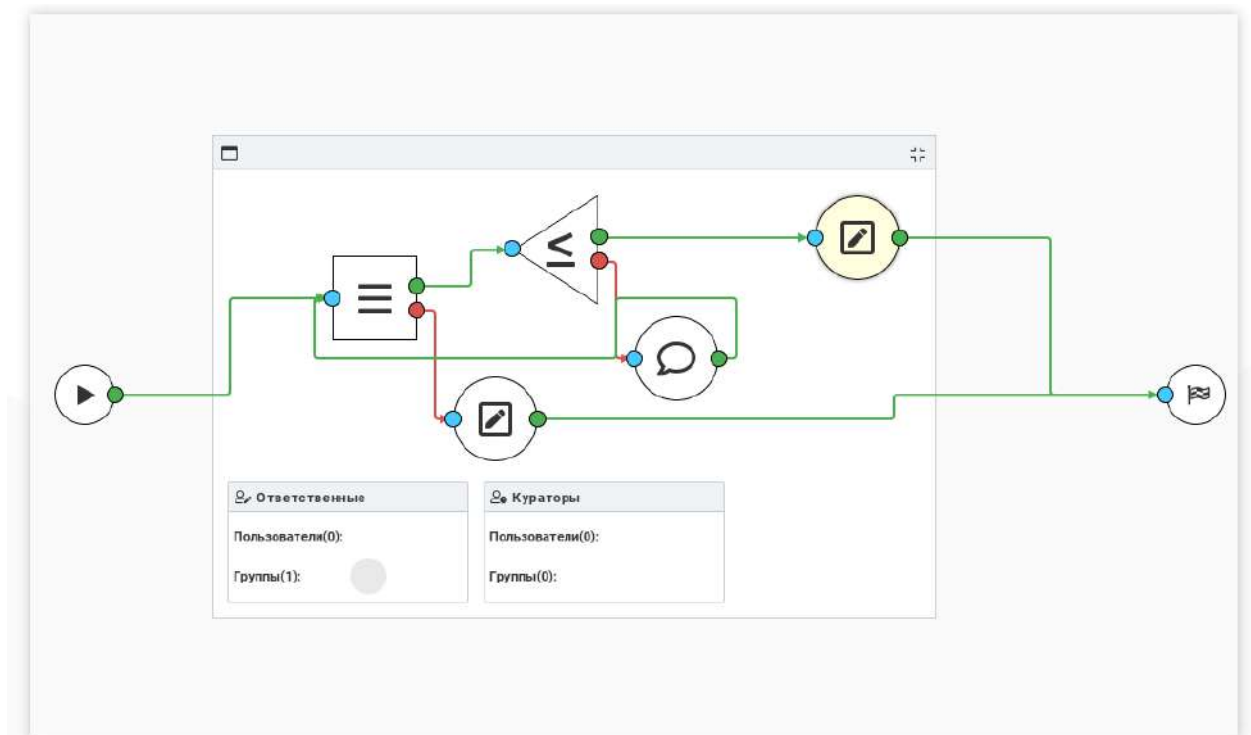 ≤
Ответственные
Кураторы
Пользователи(0):
Пользователи(0):
Группы(1):
Группы(0):